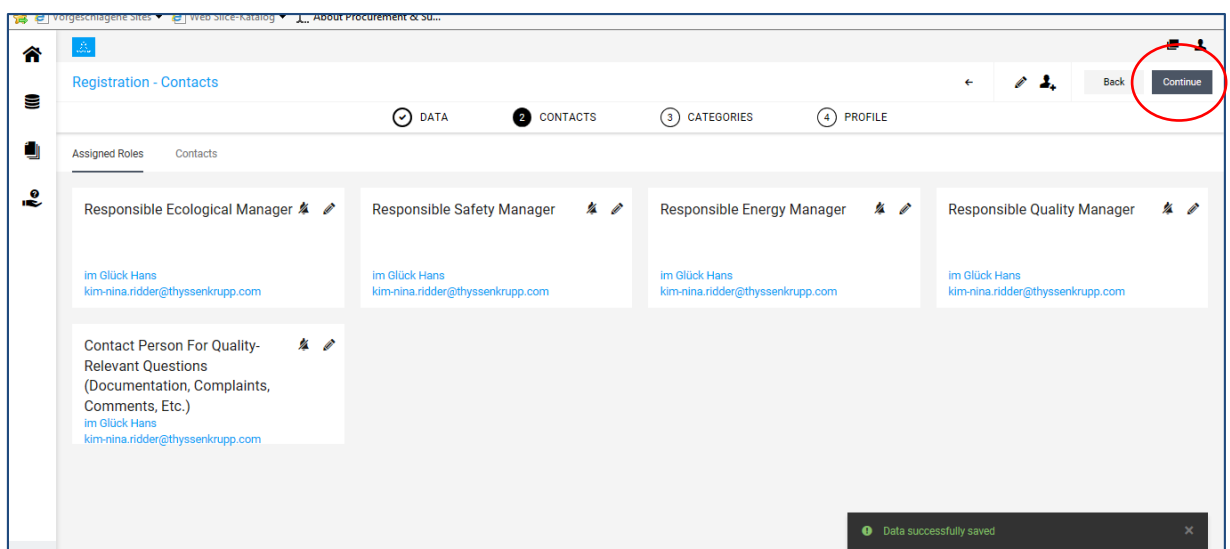 Vorgeschlagene Sites Web Slice-Katalog About Procurement & Su...
Registration - Contacts
Back Continue
DATA 2 CONTACTS 3 CATEGORIES 4 PROFILE
Assigned Roles Contacts
Responsible Ecological Manager
im Glück Hans
kim-nina.ridder@thyssenkrupp.com
Responsible Safety Manager
im Glück Hans
kim-nina.ridder@thyssenkrupp.com
Responsible Energy Manager
im Glück Hans
kim-nina.ridder@thyssenkrupp.com
Responsible Quality Manager
im Glück Hans
kim-nina.ridder@thyssenkrupp.com
Contact Person For Quality-
Relevant Questions
(Documentation, Complaints,
Comments, Etc.)
im Glück Hans
kim-nina.ridder@thyssenkrupp.com
Data successfully saved